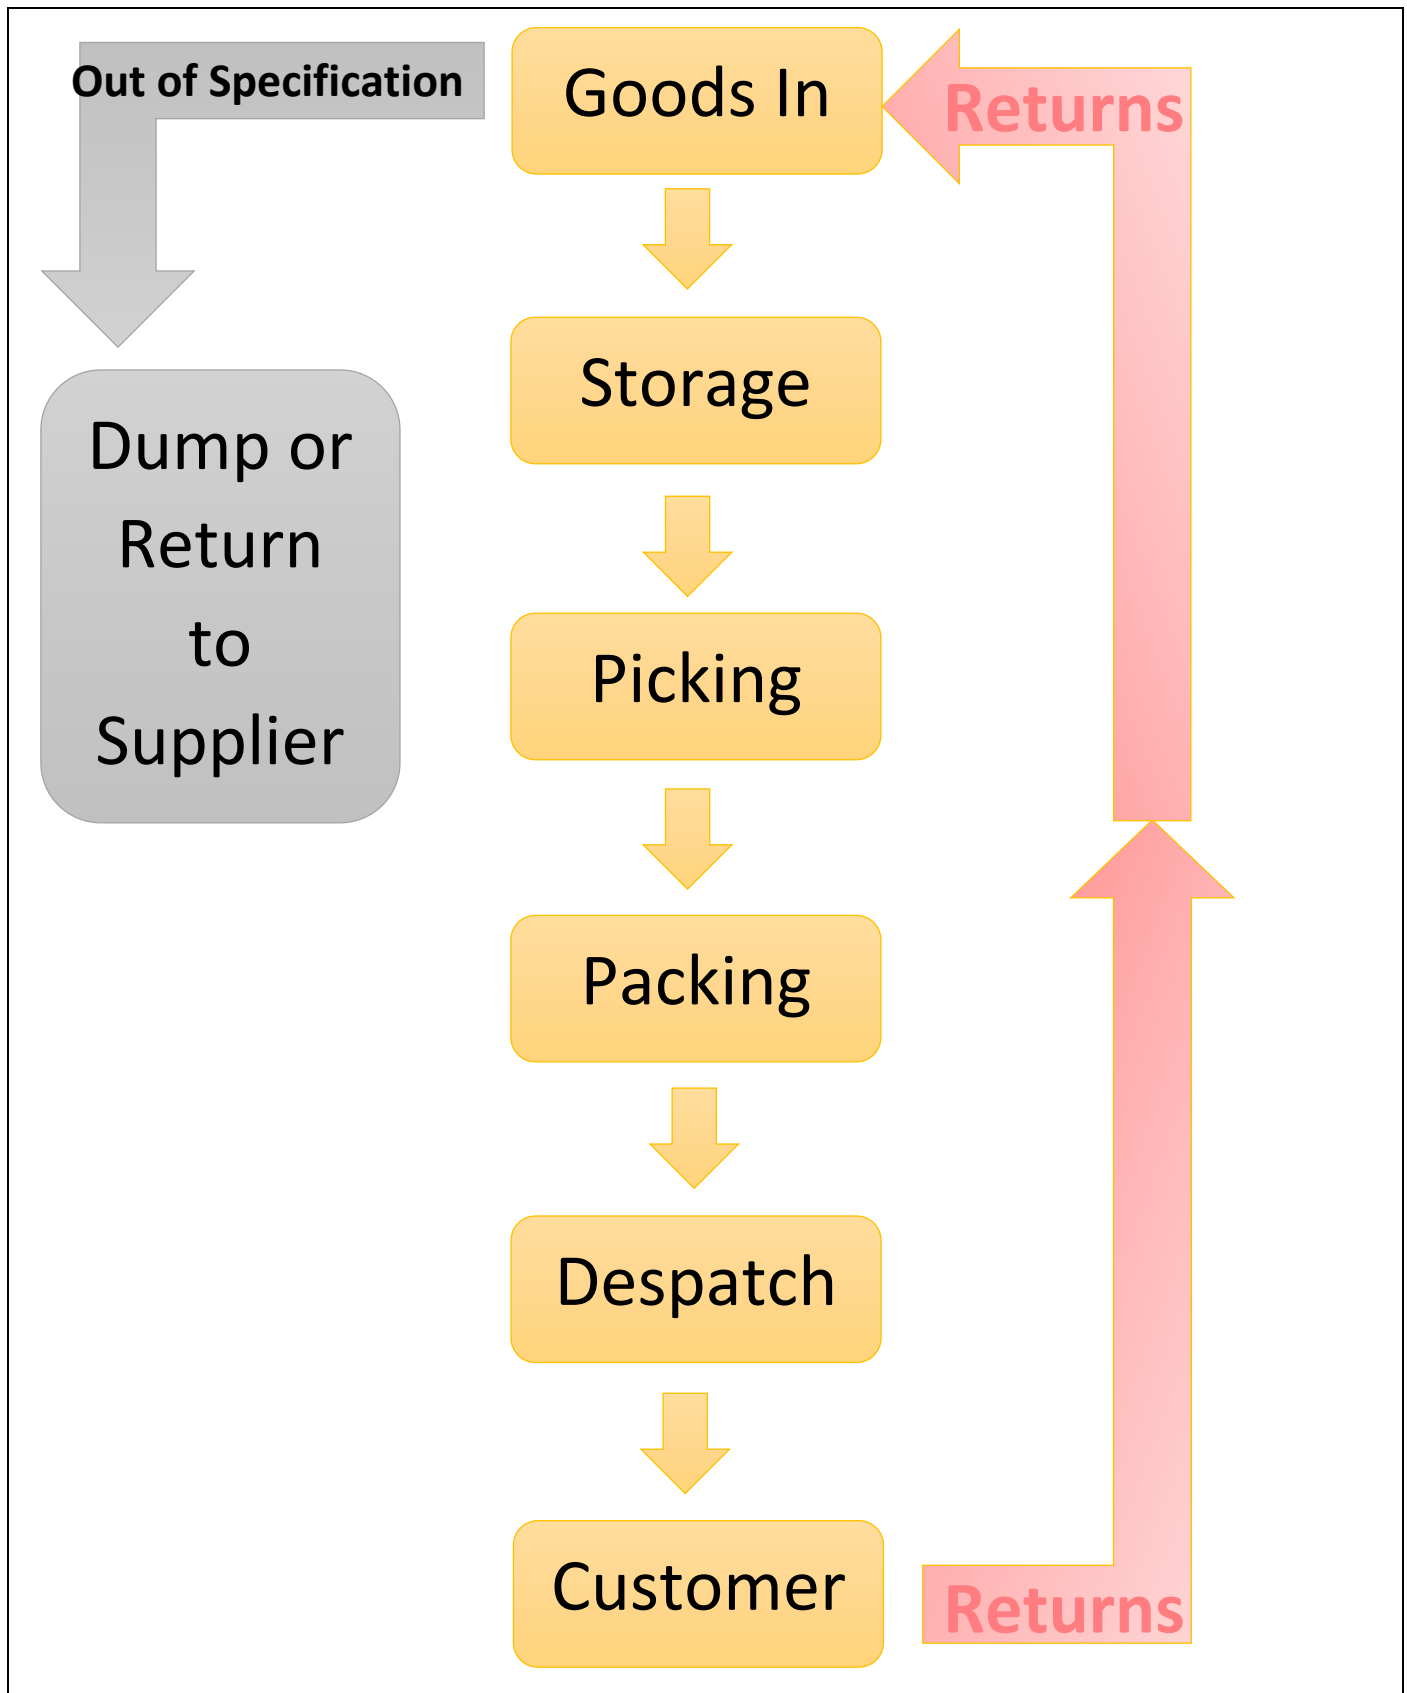 Out of Specification
Goods In
Returns
Storage
Dump or
Return
to
Supplier
Picking
Packing
Despatch
Customer
Returns